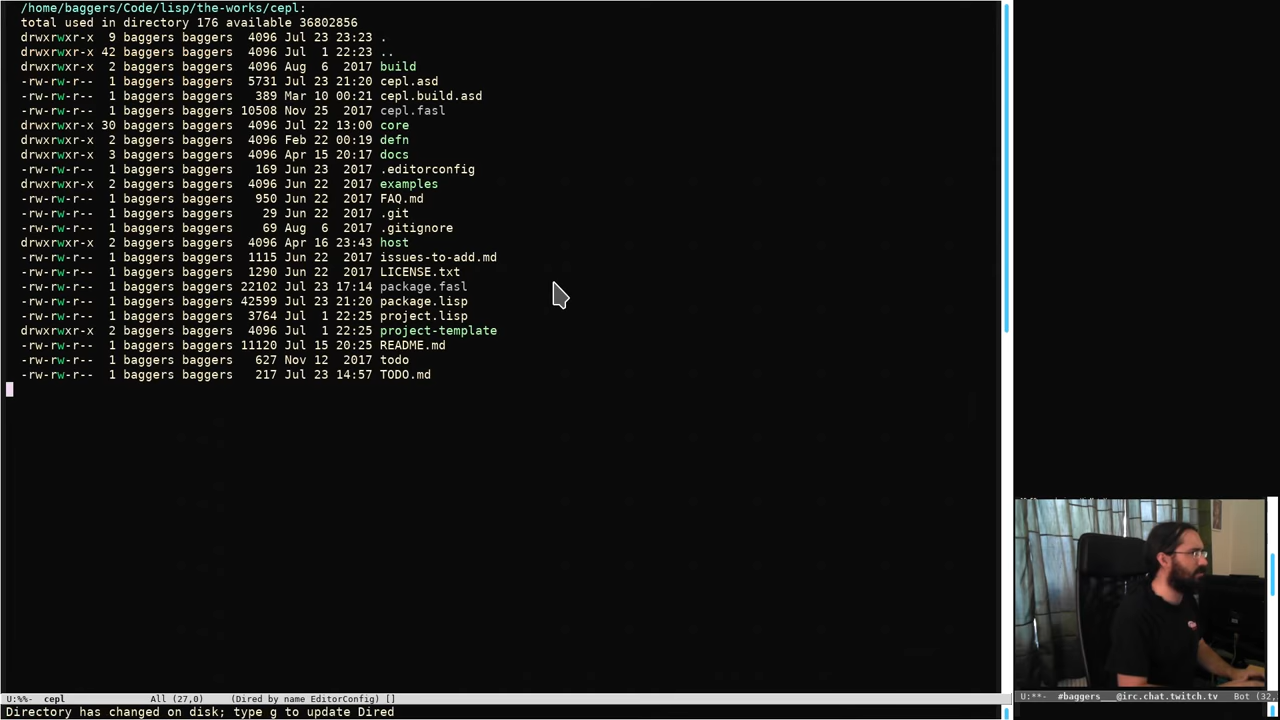 /home/baggers/Code/lisp/the-works/cepl:
total used in directory 176 available 36802856
drwxrwxr-x  9 baggers baggers  4096 Jul 23 23:23 .
drwxrwxr-x 42 baggers baggers  4096 Jul  1 22:23 ..
drwxrwxr-x  2 baggers baggers  4096 Aug  6  2017 build
-rw-rw-r--  1 baggers baggers  5731 Jul 23 21:20 cepl.asd
-rw-rw-r--  1 baggers baggers   389 Mar 10 00:21 cepl.build.asd
-rw-rw-r--  1 baggers baggers 10508 Nov 25  2017 cepl.fasl
drwxrwxr-x 30 baggers baggers  4096 Jul 22 13:00 core
drwxrwxr-x  2 baggers baggers  4096 Feb 22 00:19 defn
drwxrwxr-x  3 baggers baggers  4096 Apr 15 20:17 docs
-rw-rw-r--  1 baggers baggers   169 Jun 23  2017 .editorconfig
drwxrwxr-x  2 baggers baggers  4096 Jun 22  2017 examples
-rw-rw-r--  1 baggers baggers   950 Jun 22  2017 FAQ.md
-rw-rw-r--  1 baggers baggers    29 Jun 22  2017 .git
-rw-rw-r--  1 baggers baggers    69 Aug  6  2017 .gitignore
drwxrwxr-x  2 baggers baggers  4096 Apr 16 23:43 host
-rw-rw-r--  1 baggers baggers  1115 Jun 22  2017 issues-to-add.md
-rw-rw-r--  1 baggers baggers  1290 Jun 22  2017 LICENSE.txt
-rw-rw-r--  1 baggers baggers 22102 Jul 23 17:14 package.fasl
-rw-rw-r--  1 baggers baggers 42599 Jul 23 21:20 package.lisp
-rw-rw-r--  1 baggers baggers  3764 Jul  1 22:25 project.lisp
drwxrwxr-x  2 baggers baggers  4096 Jul  1 22:25 project-template
-rw-rw-r--  1 baggers baggers 11120 Jul 15 20:25 README.md
-rw-rw-r--  1 baggers baggers   627 Nov 12  2017 todo
-rw-rw-r--  1 baggers baggers   217 Jul 23 14:57 TODO.md
U:%%-  cepl           All (27,0)    (Dired by name EditorConfig) []
U:**-  #baggers___@irc.chat.twitch.tv   Bot (32,
Directory has changed on disk; type g to update Dired